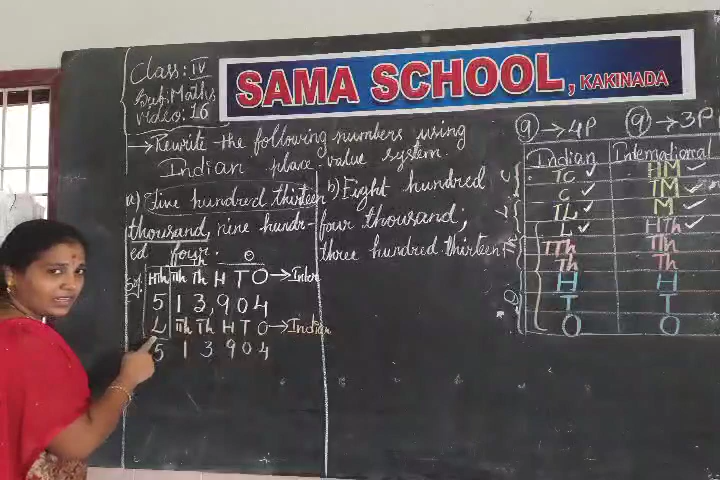 Class: IV
Sub: Maths
video: 16
SAMA SCHOOL, KAKINADA
→ Rewrite the following numbers using
Indian place value system.
a) Five hundred thirteen
thousand, nine hundr-
ed four.
Sol:
Th O
HTh TTh Th H T O → Inter
5 1 3, 9 0 4
L TTh Th H T O → Indian
5 1 3 9 0 4
b) Eight hundred
four thousand,
three hundred thirteen
9 → 4P 9 → 3P
Indian International
TC ✓ HM ✓
C ✓ TM ✓
TL ✓ M ✓
L ✓ HTh ✓
TTh TTh
Th Th
H H
T T
O O